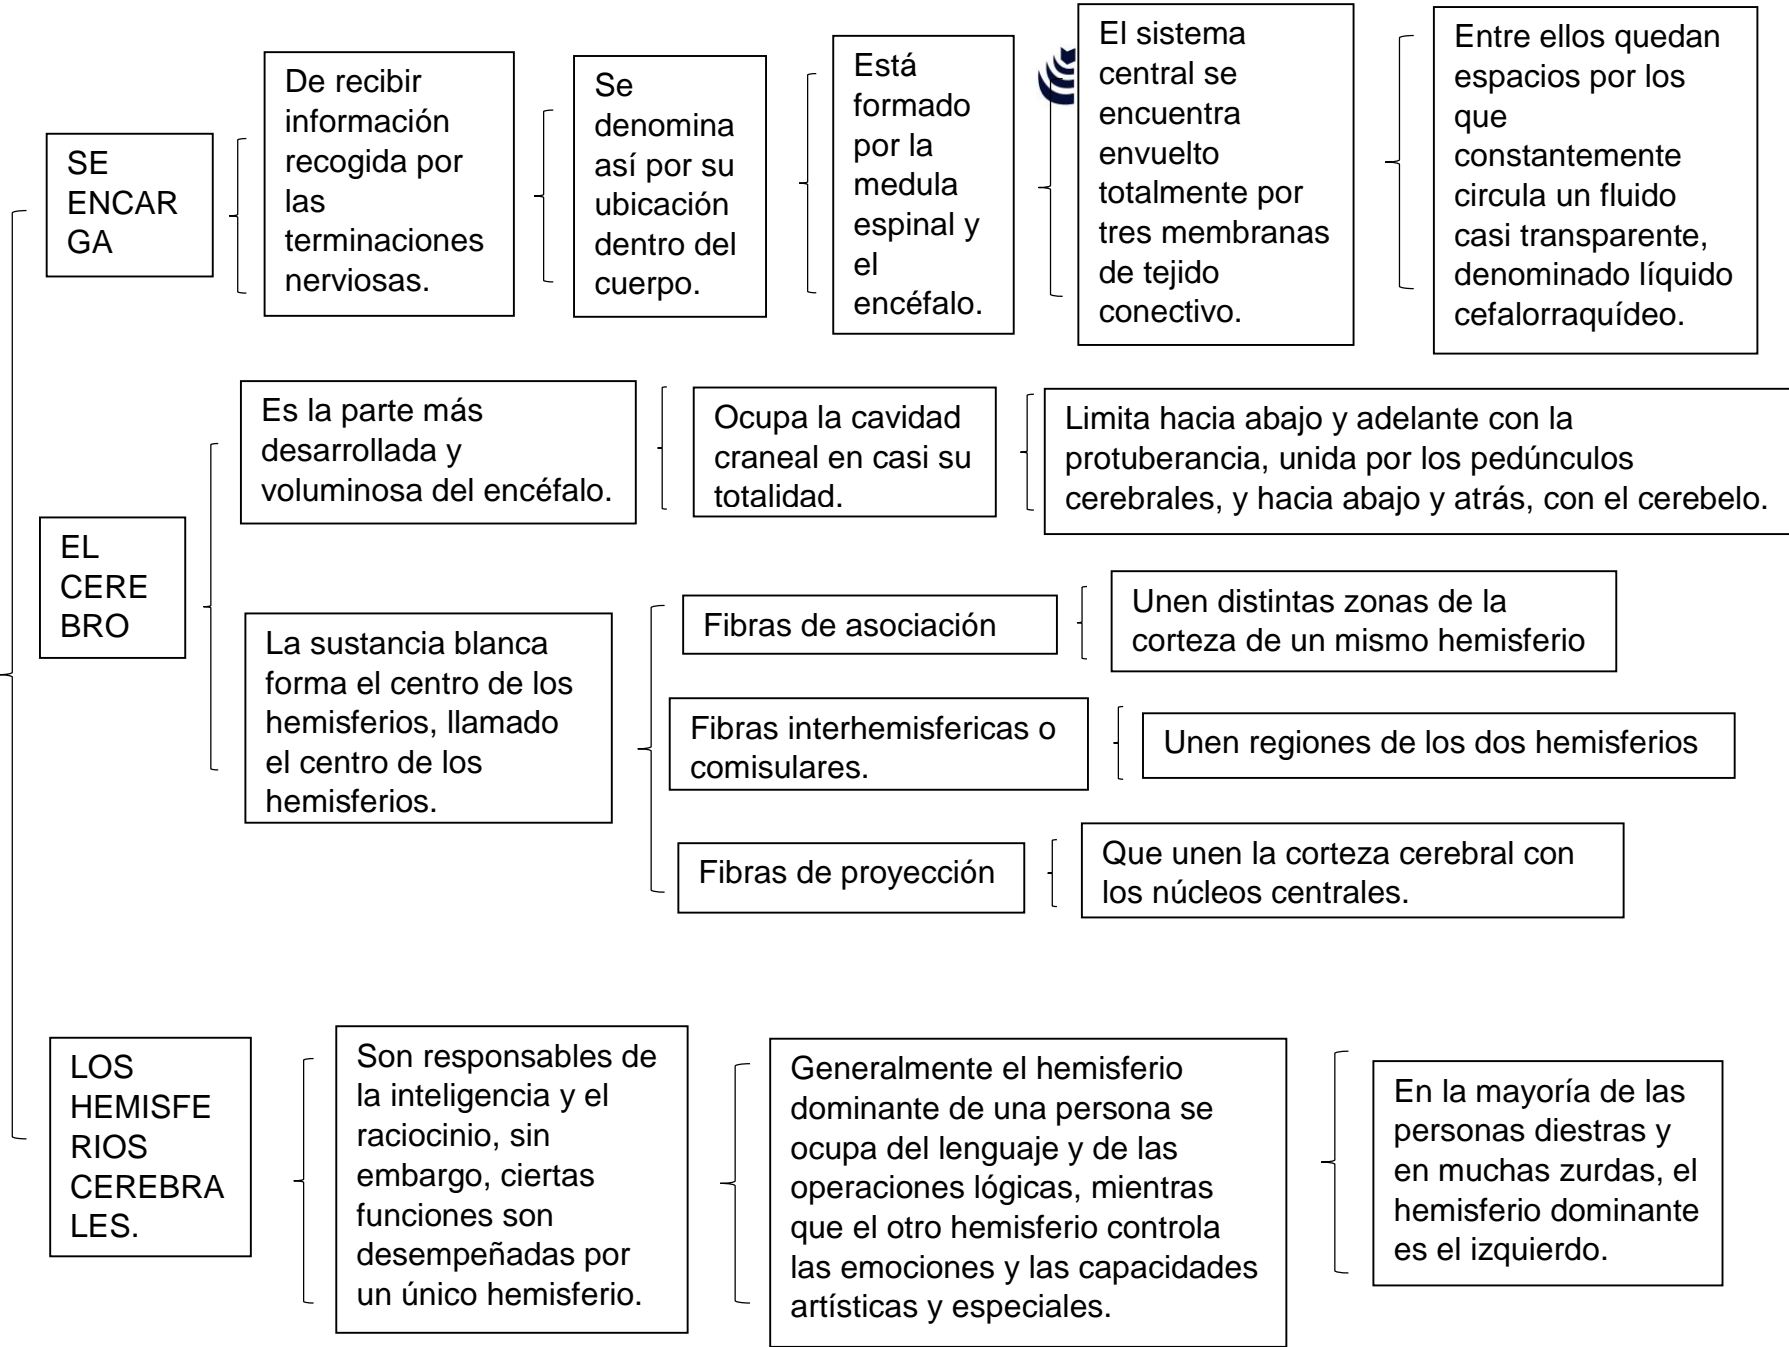 SE
ENCAR
GA
De recibir
información
recogida por
las
terminaciones
nerviosas.
Se
denomina
así por su
ubicación
dentro del
cuerpo.
Está
formado
por la
medula
espinal y
el
encéfalo.
El sistema
central se
encuentra
envuelto
totalmente por
tres membranas
de tejido
conectivo.
Entre ellos quedan
espacios por los
que
constantemente
circula un fluido
casi transparente,
denominado líquido
cefalorraquídeo.
EL
CERE
BRO
Es la parte más
desarrollada y
voluminosa del encéfalo.
Ocupa la cavidad
craneal en casi su
totalidad.
Limita hacia abajo y adelante con la
protuberancia, unida por los pedúnculos
cerebrales, y hacia abajo y atrás, con el cerebelo.
La sustancia blanca
forma el centro de los
hemisferios, llamado
el centro de los
hemisferios.
Fibras de asociación
Unen distintas zonas de la
corteza de un mismo hemisferio
Fibras interhemisfericas o
comisulares.
Unen regiones de los dos hemisferios
Fibras de proyección
Que unen la corteza cerebral con
los núcleos centrales.
LOS
HEMISFE
RIOS
CEREBRA
LES.
Son responsables de
la inteligencia y el
raciocinio, sin
embargo, ciertas
funciones son
desempeñadas por
un único hemisferio.
Generalmente el hemisferio
dominante de una persona se
ocupa del lenguaje y de las
operaciones lógicas, mientras
que el otro hemisferio controla
las emociones y las capacidades
artísticas y especiales.
En la mayoría de las
personas diestras y
en muchas zurdas, el
hemisferio dominante
es el izquierdo.